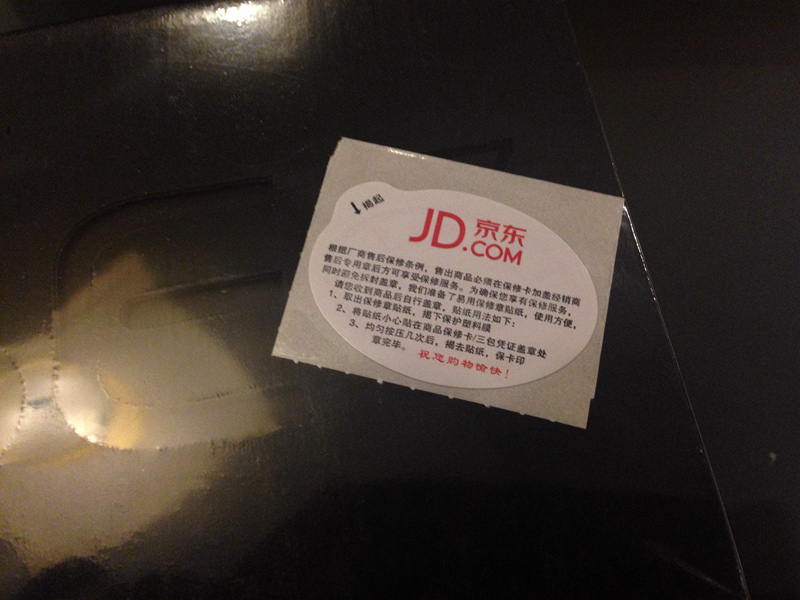 揭起
JD.COM 京东
根据厂商售后保修条例，售出商品必须在保修卡加盖经销商
售后专用章后方可享受保修服务。为确保您享有保修服务，
同时避免拆封盖章，我们准备了易用保修章贴纸，使用方便，
请您收到商品后自行盖章，贴纸用法如下：
1、取出保修章贴纸，揭下保护塑料膜
2、将贴纸小心贴在商品保修卡/三包凭证盖章处
3、均匀按压几次后，揭去贴纸，保卡印
章完毕。
祝您购物愉快！